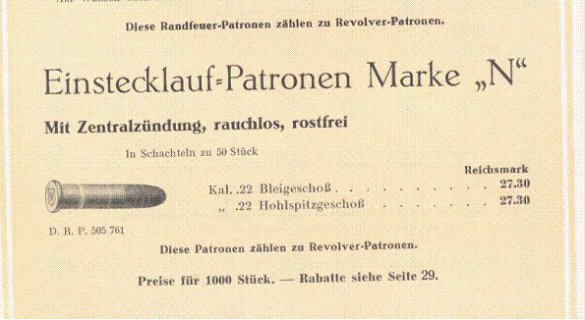 Diese Randfeuer-Patronen zählen zu Revolver-Patronen.
Einstecklauf-Patronen Marke „N“
Mit Zentralzündung, rauchlos, rostfrei
In Schachteln zu 50 Stück
Reichsmark
Kal. .22 Bleigeschoß . . . . . . . . . 27.30
„ .22 Hohlspitzgeschoß . . . . . . 27.30
D. R. P. 505 761
Diese Patronen zählen zu Revolver-Patronen.
Preise für 1000 Stück. — Rabatte siehe Seite 29.